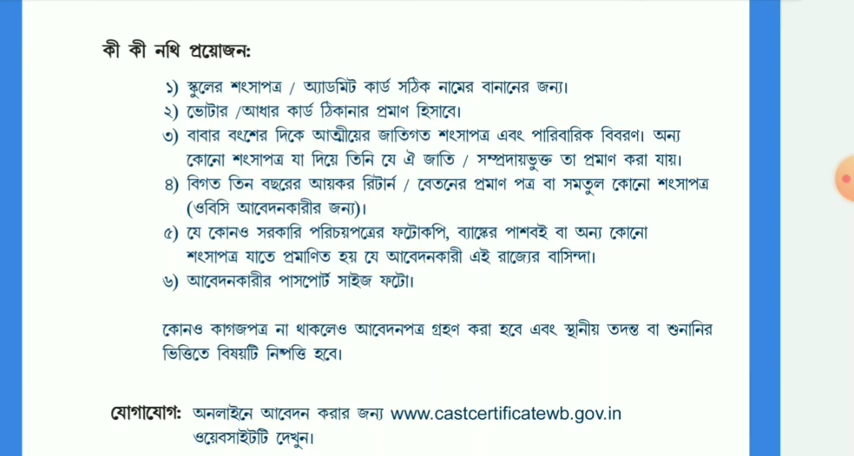 কী কী নথি প্রয়োজন:
১) স্কুলের শংসাপত্র / অ্যাডমিট কার্ড সঠিক নামের বানানের জন্য।
২) ভোটার /আধার কার্ড ঠিকানার প্রমাণ হিসাবে।
৩) বাবার বংশের দিকে আত্মীয়ের জাতিগত শংসাপত্র এবং পারিবারিক বিবরণ। অন্য
কোনো শংসাপত্র যা দিয়ে তিনি যে ঐ জাতি / সম্প্রদায়ভুক্ত তা প্রমাণ করা যায়।
৪) বিগত তিন বছরের আয়কর রিটার্ন / বেতনের প্রমাণ পত্র বা সমতুল কোনো শংসাপত্র
(ওবিসি আবেদনকারীর জন্য)।
৫) যে কোনও সরকারি পরিচয়পত্রের ফটোকপি, ব্যাঙ্কের পাশবই বা অন্য কোনো
শংসাপত্র যাতে প্রমাণিত হয় যে আবেদনকারী এই রাজ্যের বাসিন্দা।
৬) আবেদনকারীর পাসপোর্ট সাইজ ফটো।
কোনও কাগজপত্র না থাকলেও আবেদনপত্র গ্রহণ করা হবে এবং স্থানীয় তদন্ত বা শুনানির
ভিত্তিতে বিষয়টি নিষ্পত্তি হবে।
যোগাযোগ: অনলাইনে আবেদন করার জন্য www.castcertificatewb.gov.in
ওয়েবসাইটটি দেখুন।